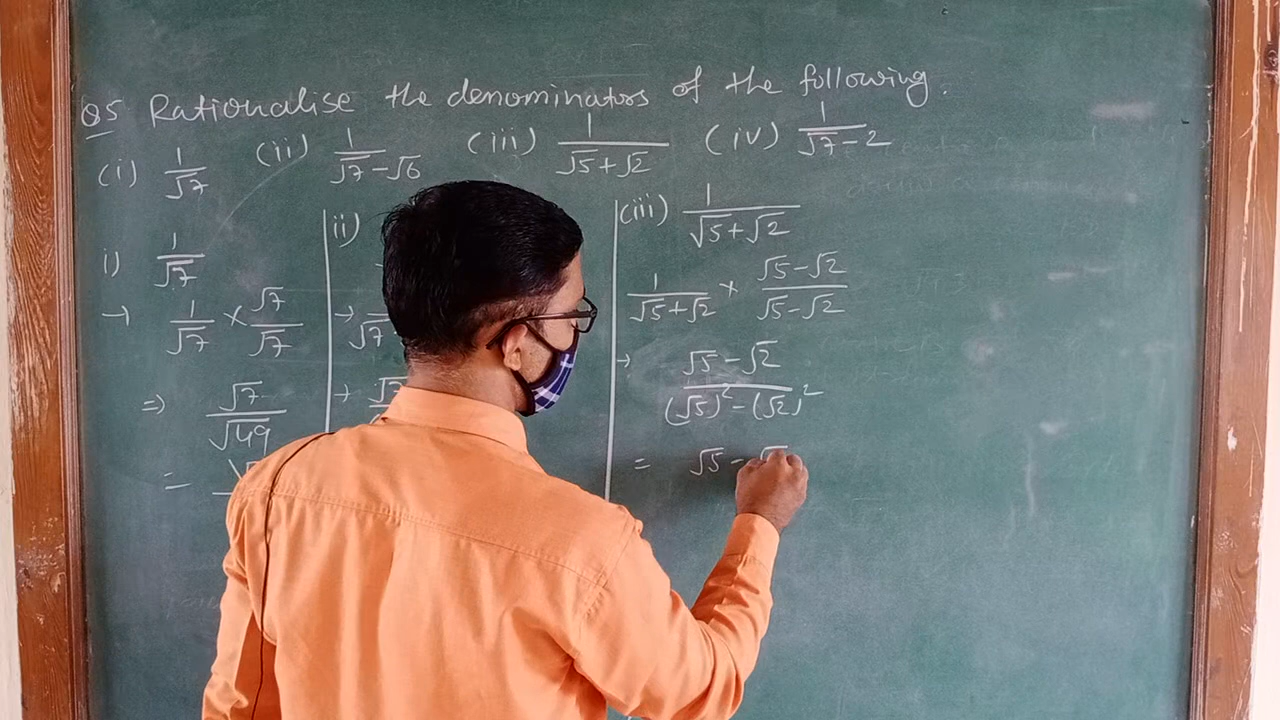 Q5 Rationalise the denominators of the following.
(i) 1/√7 (ii) 1/(√7-√6) (iii) 1/(√5+√2) (iv) 1/(√7-2)
i) 1/√7
→ 1/√7 × √7/√7
⇒ √7/√49
=
ii)
→ √7
→ √7
(iii) 1/(√5+√2)
1/(√5+√2) × (√5-√2)/(√5-√2)
→ (√5-√2)/((√5)²-(√2)²)
= √5-